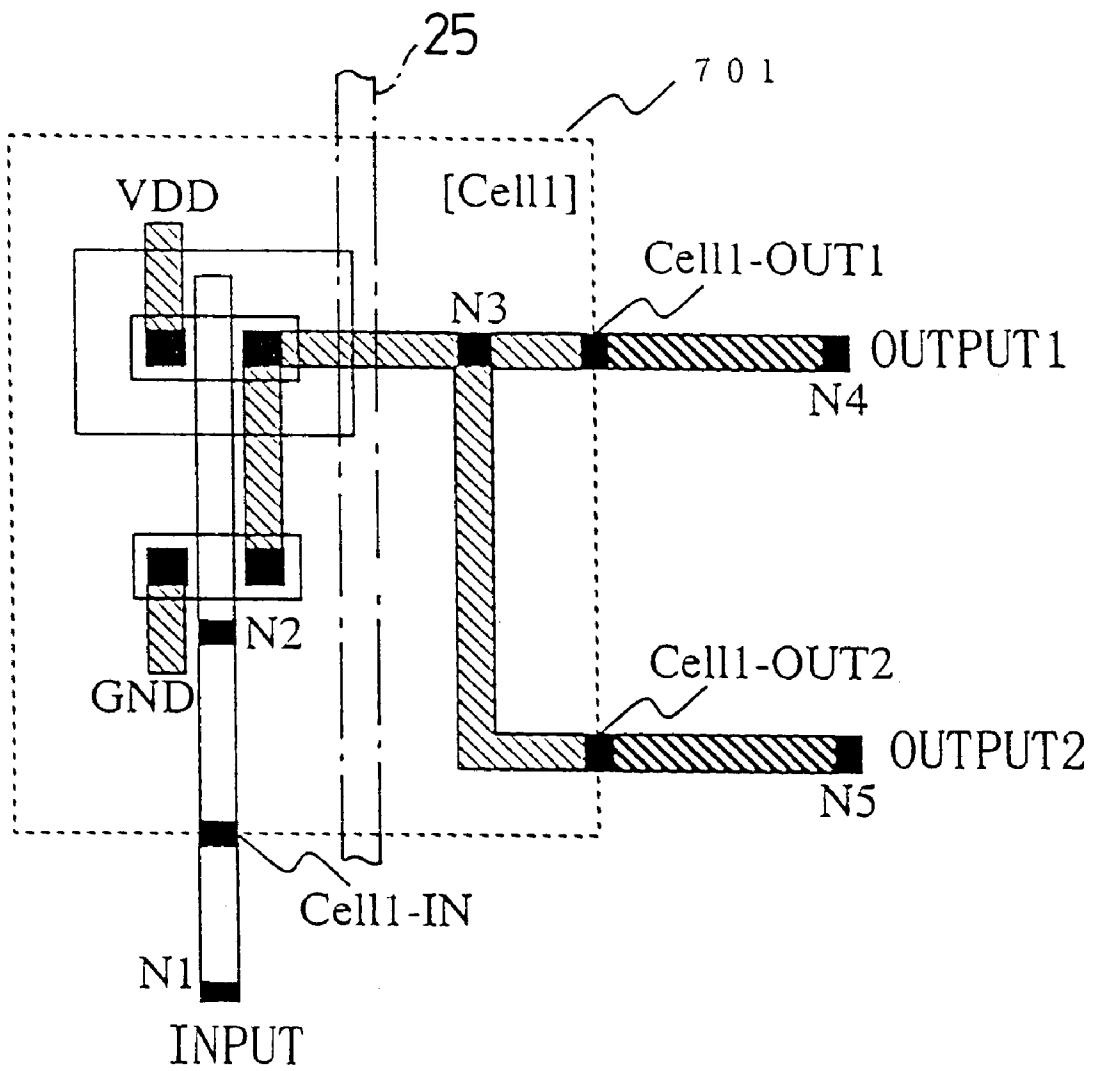 25
701
VDD
[Cell1]
Cell1-OUT1
N3
OUTPUT1
N4
N2
Cell1-OUT2
GND
OUTPUT2
N5
Cell1-IN
N1
INPUT